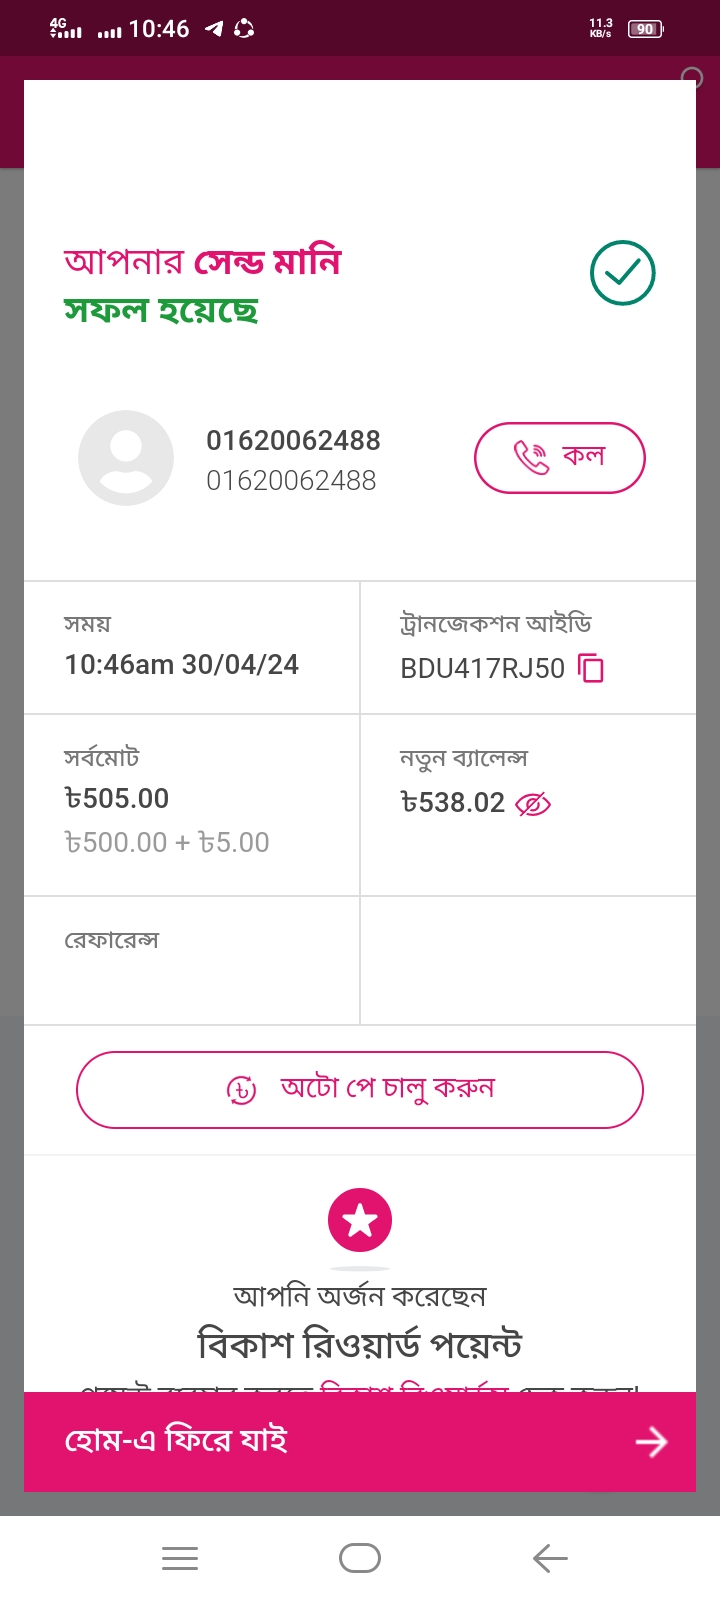 4G 10:46 11.3 KB/s 90
আপনার সেন্ড মানি
সফল হয়েছে
01620062488
01620062488
কল
সময়
10:46am 30/04/24
ট্রানজেকশন আইডি
BDU417RJ50
সর্বমোট
৳505.00
৳500.00 + ৳5.00
নতুন ব্যালেন্স
৳538.02
রেফারেন্স
অটো পে চালু করুন
আপনি অর্জন করেছেন
বিকাশ রিওয়ার্ড পয়েন্ট
হোম-এ ফিরে যাই